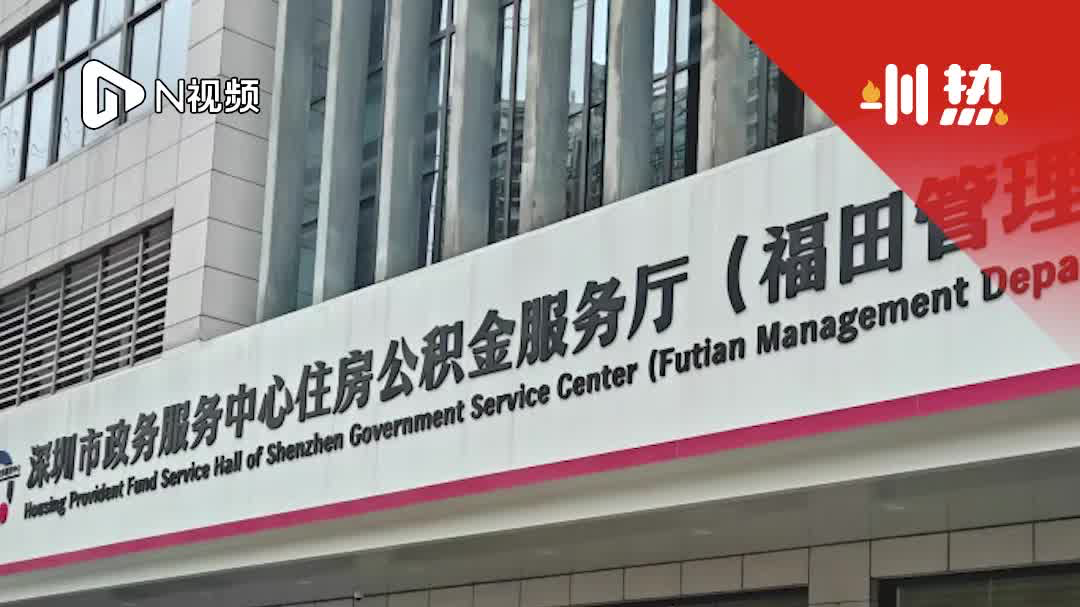 N视频
圳热
深圳市政务服务中心住房公积金服务厅（福田管理
Housing Provident Fund Service Hall of Shenzhen Government Service Center (Futian Management Depa